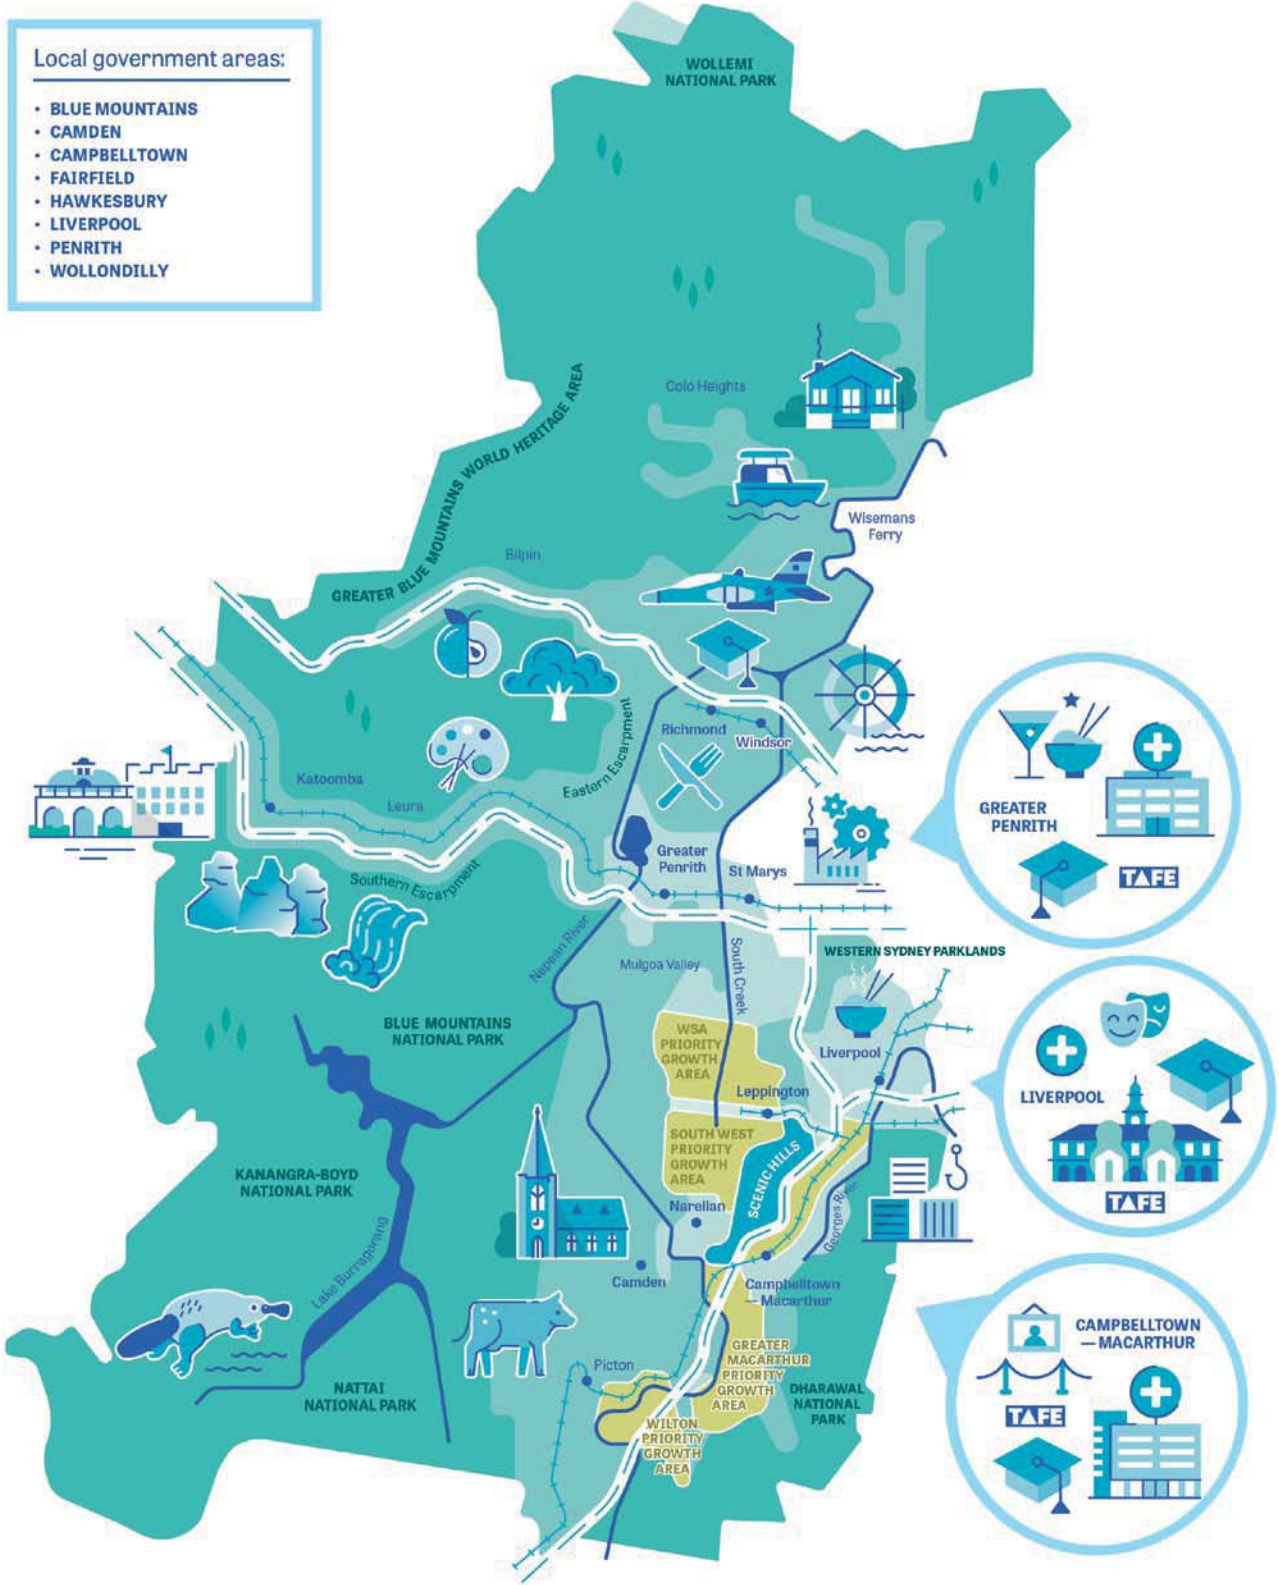 Local government areas:
• BLUE MOUNTAINS
• CAMDEN
• CAMPBELLTOWN
• FAIRFIELD
• HAWKESBURY
• LIVERPOOL
• PENRITH
• WOLLONDILLY
WOLLEMI
NATIONAL PARK
Colo Heights
GREATER BLUE MOUNTAINS WORLD HERITAGE AREA
Wisemans
Ferry
Bilpin
Eastern Escarpment
Richmond
Windsor
Katoomba
Leura
Southern Escarpment
Greater
Penrith
St Marys
GREATER
PENRITH
TAFE
Napean River
Mulgoa Valley
South Creek
WESTERN SYDNEY PARKLANDS
BLUE MOUNTAINS
NATIONAL PARK
WSA
PRIORITY
GROWTH
AREA
Liverpool
Leppington
LIVERPOOL
TAFE
SOUTH WEST
PRIORITY
GROWTH
AREA
SCENIC HILLS
KANANGRA-BOYD
NATIONAL PARK
Narellan
Georges River
Lake Burragorang
Camden
Campbelltown
— Macarthur
CAMPBELLTOWN
—MACARTHUR
TAFE
Picton
GREATER
MACARTHUR
PRIORITY
GROWTH
AREA
NATTAI
NATIONAL PARK
DHARAWAL
NATIONAL
PARK
WILTON
PRIORITY
GROWTH
AREA